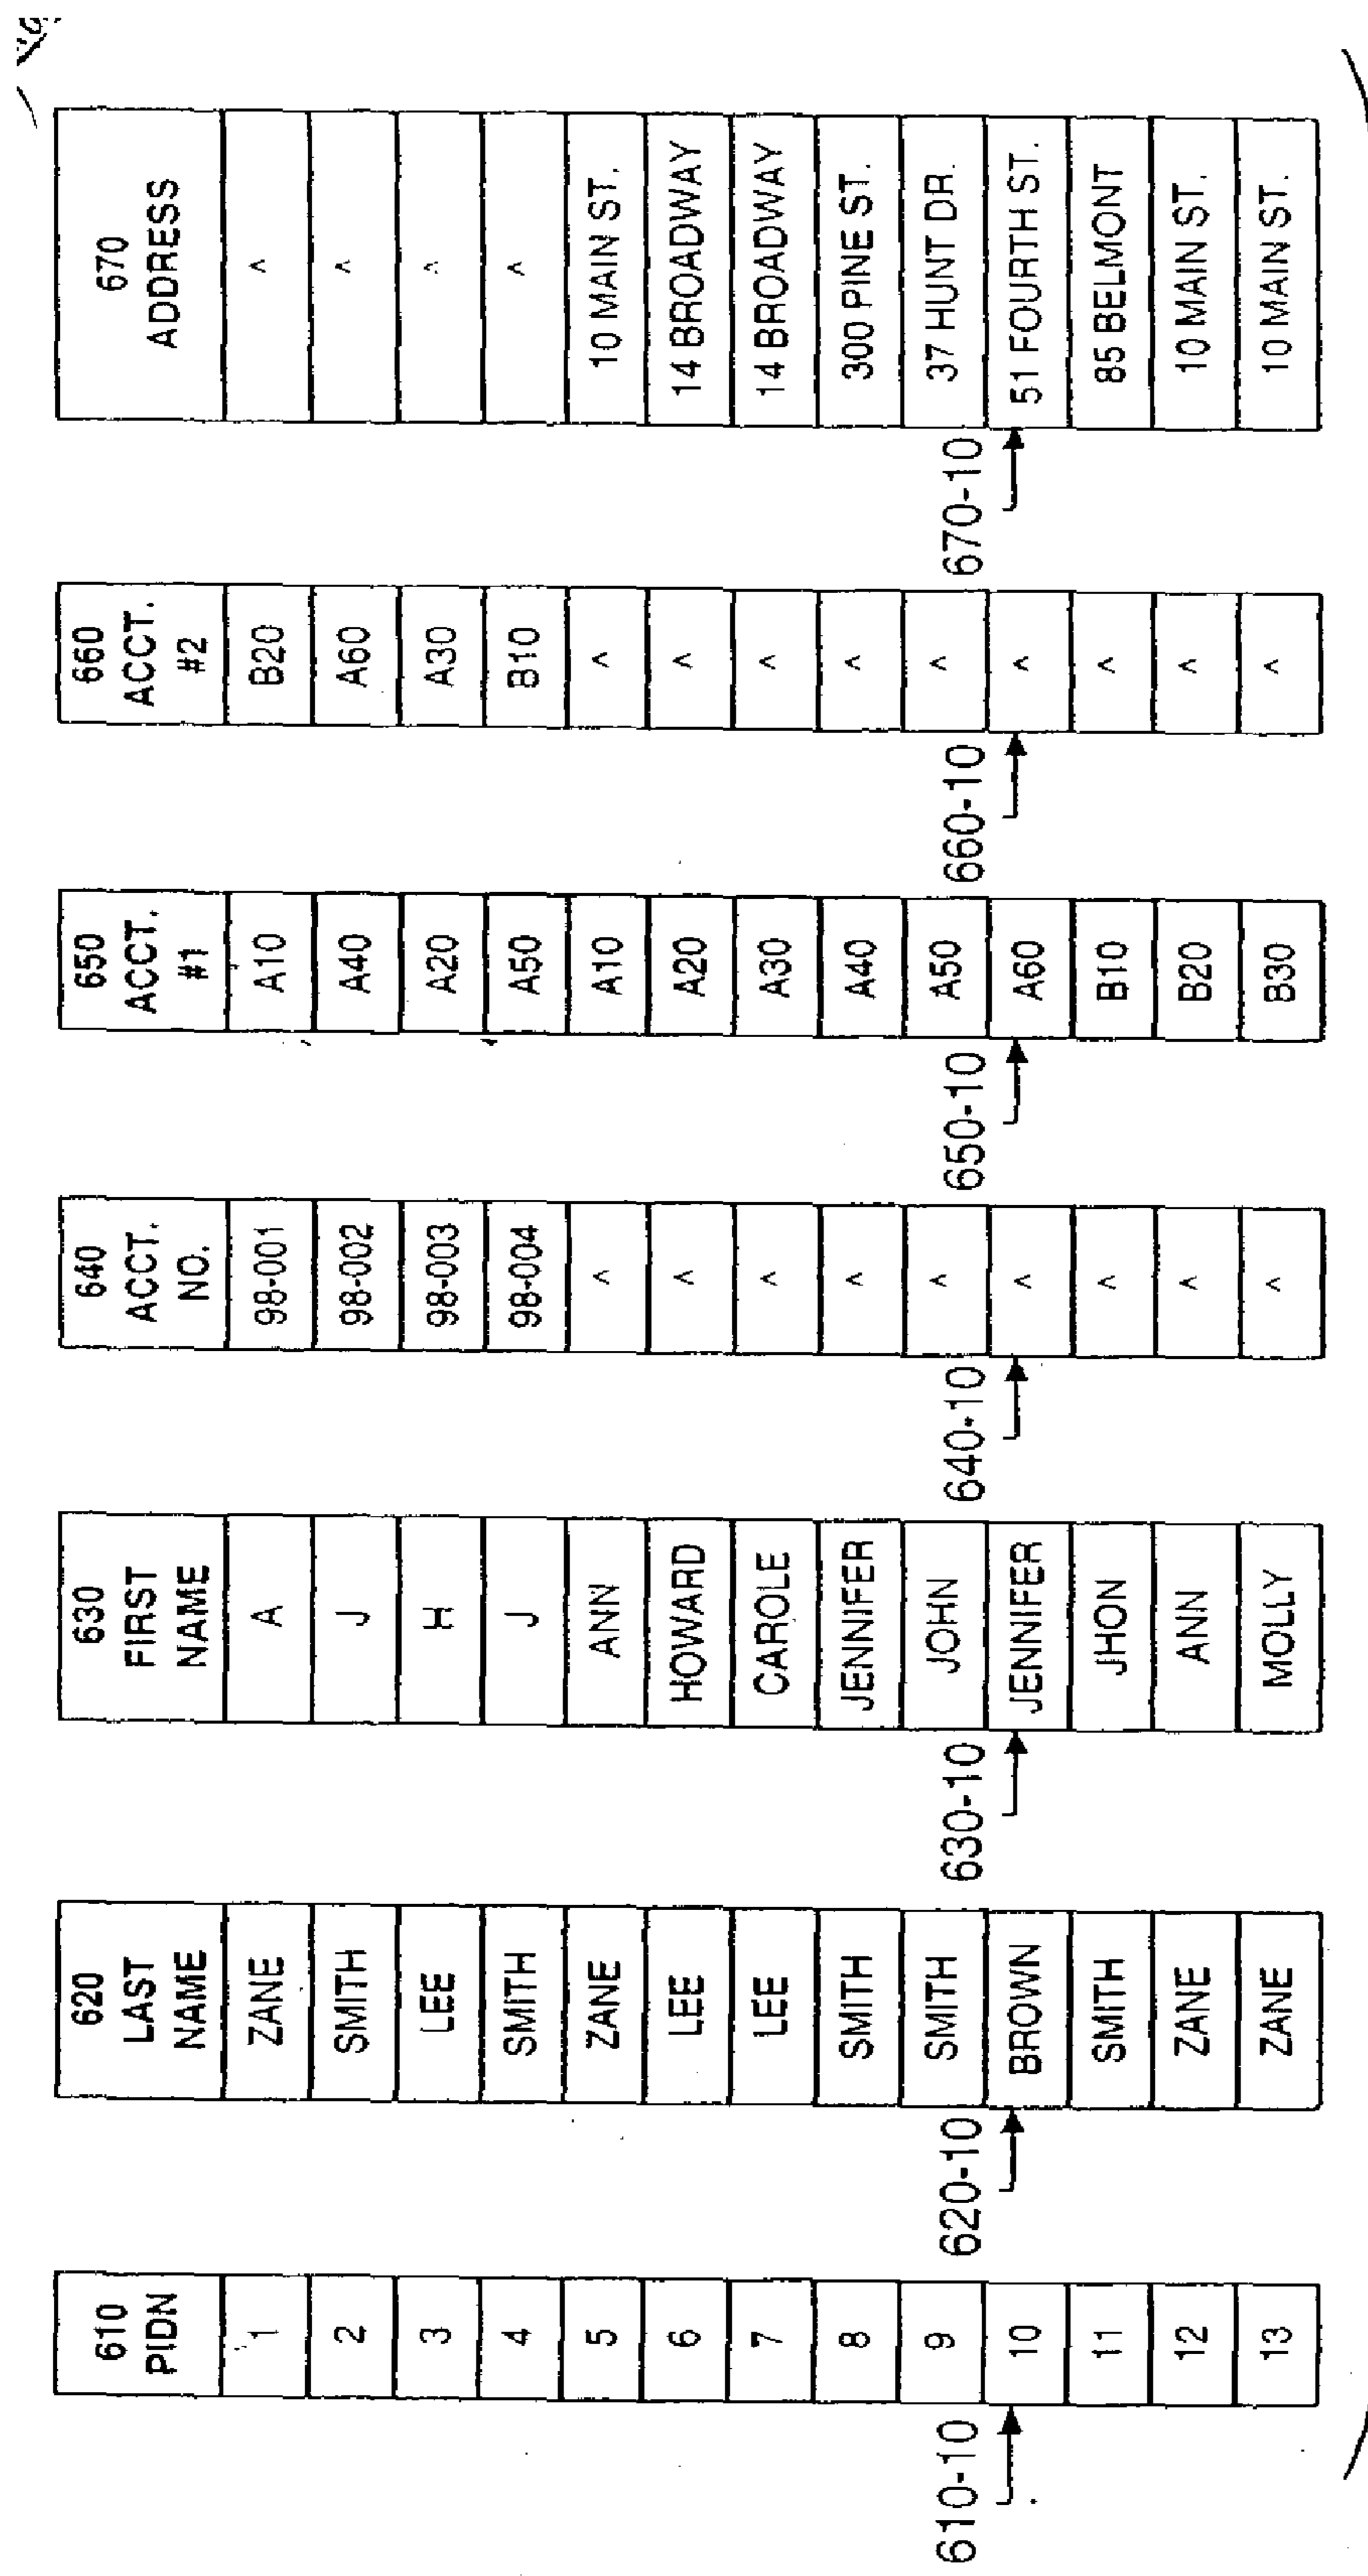 610 PIDN 620 LAST NAME 630 FIRST NAME 640 ACCT. NO. 650 ACCT. #1 660 ACCT. #2 670 ADDRESS
1 ZANE A 98-001 A10 B20 ^
2 SMITH J 98-002 A40 A60 ^
3 LEE H 98-003 A20 A30 ^
4 SMITH J 98-004 A50 B10 ^
5 ZANE ANN ^ A10 ^ 10 MAIN ST.
6 LEE HOWARD ^ A20 ^ 14 BROADWAY
7 LEE CAROLE ^ A30 ^ 14 BROADWAY
8 SMITH JENNIFER ^ A40 ^ 300 PINE ST.
9 SMITH JOHN ^ A50 ^ 37 HUNT DR.
610-10 620-10 630-10 640-10 650-10 660-10 670-10
10 BROWN JENNIFER ^ A60 ^ 51 FOURTH ST.
11 SMITH JHON ^ B10 ^ 85 BELMONT
12 ZANE ANN ^ B20 ^ 10 MAIN ST.
13 ZANE MOLLY ^ B30 ^ 10 MAIN ST.